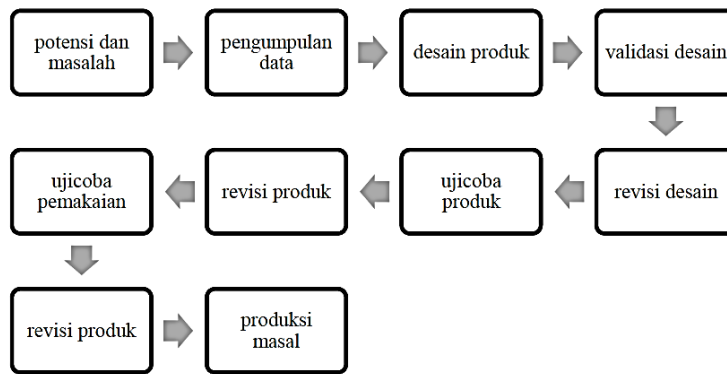 potensi dan
masalah
pengumpulan
data
desain produk
validasi desain
revisi desain
ujicoba
produk
revisi produk
ujicoba
pemakaian
revisi produk
produksi
masal